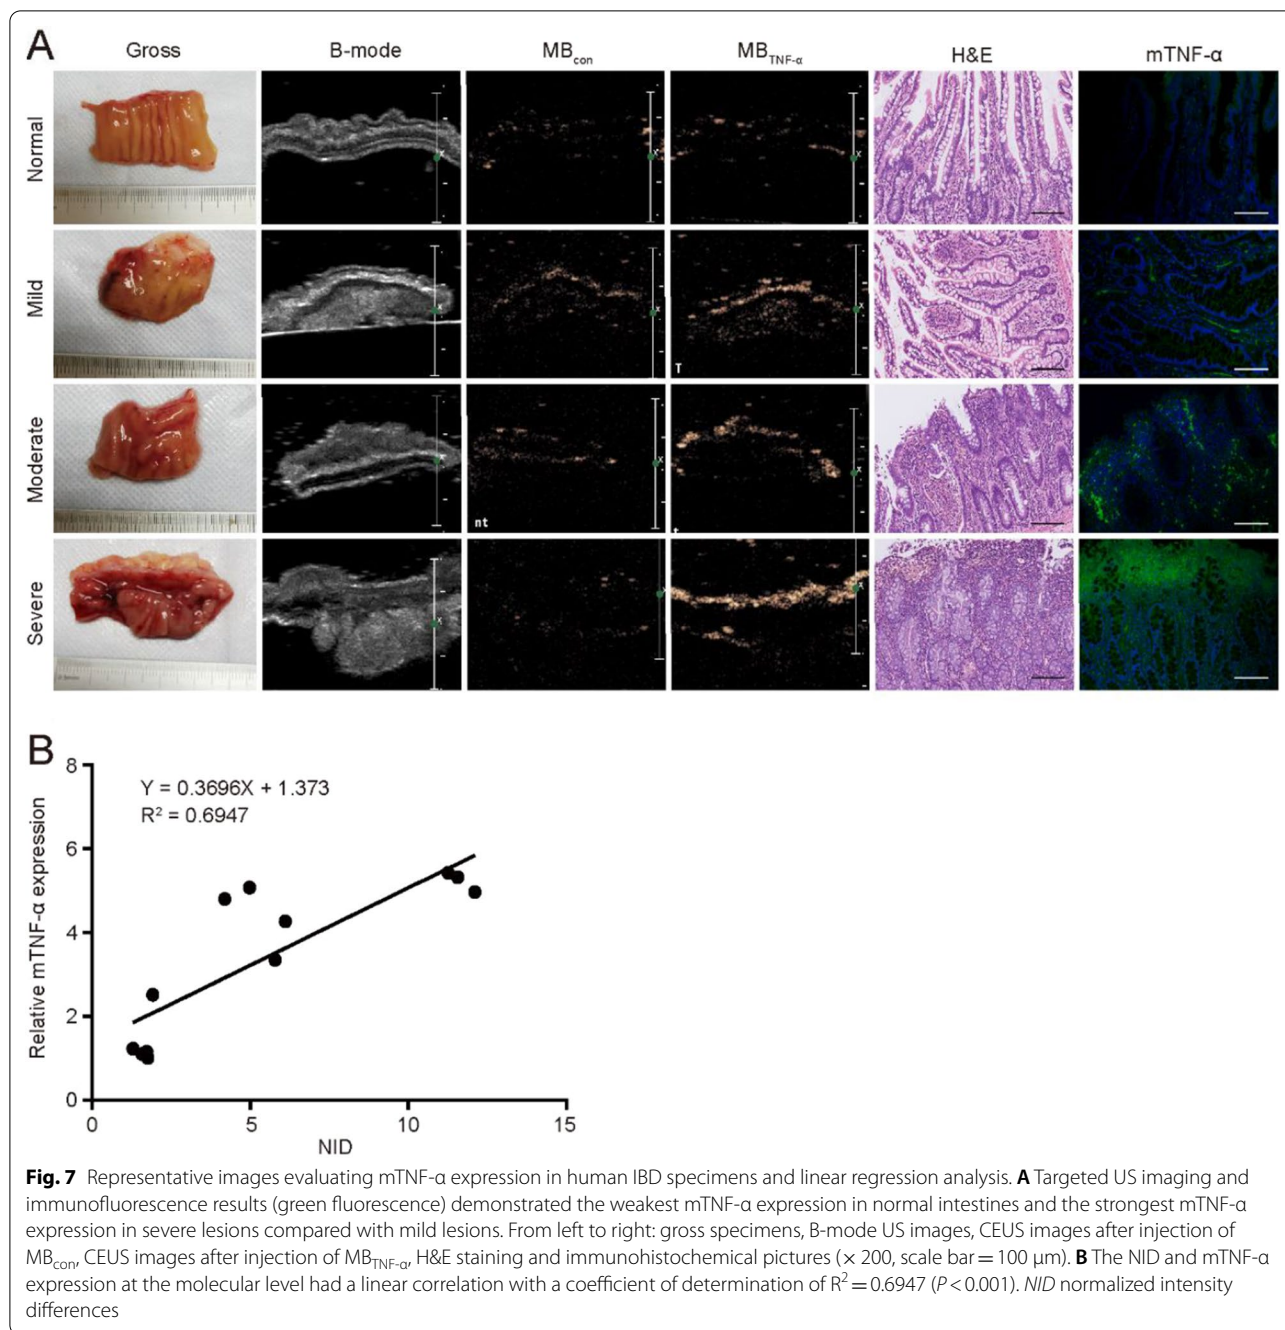 A
Gross B-mode MBcon MBTNF-α H&E mTNF-α
Normal
Mild
T
Moderate
nt
t
Severe
B
8
6
4
2
0
Relative mTNF-α expression
Y = 0.3696X + 1.373
R² = 0.6947
0 5 10 15
NID
Fig. 7 Representative images evaluating mTNF-α expression in human IBD specimens and linear regression analysis. A Targeted US imaging and
immunofluorescence results (green fluorescence) demonstrated the weakest mTNF-α expression in normal intestines and the strongest mTNF-α
expression in severe lesions compared with mild lesions. From left to right: gross specimens, B-mode US images, CEUS images after injection of
MBcon, CEUS images after injection of MBTNF-α, H&E staining and immunohistochemical pictures (× 200, scale bar = 100 μm). B The NID and mTNF-α
expression at the molecular level had a linear correlation with a coefficient of determination of R² = 0.6947 (P < 0.001). NID normalized intensity
differences